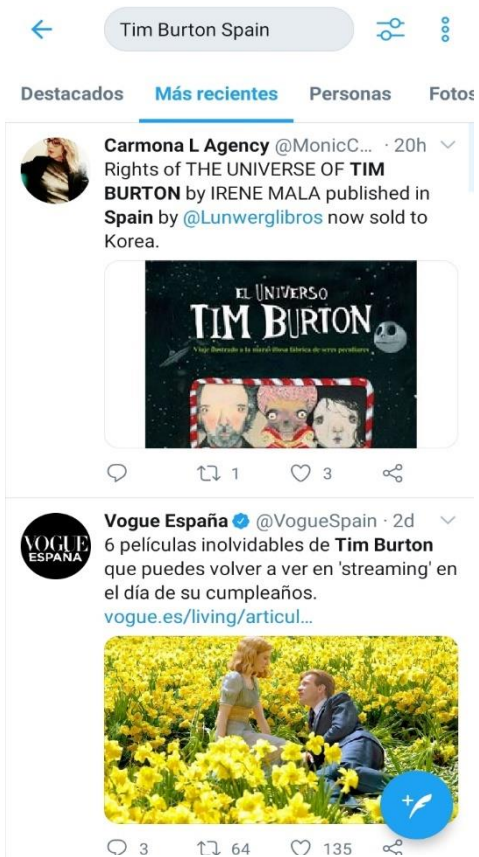 Tim Burton Spain
Destacados Más recientes Personas Fotos
Carmona L Agency @MonicC... · 20h
Rights of THE UNIVERSE OF TIM
BURTON by IRENE MALA published in
Spain by @Lunwerglibros now sold to
Korea.
EL UNIVERSO
TIM BURTON
1 3
VOGUE
ESPAÑA
Vogue España @VogueSpain · 2d
6 películas inolvidables de Tim Burton
que puedes volver a ver en 'streaming' en
el día de su cumpleaños.
vogue.es/living/articul...
3 64 135